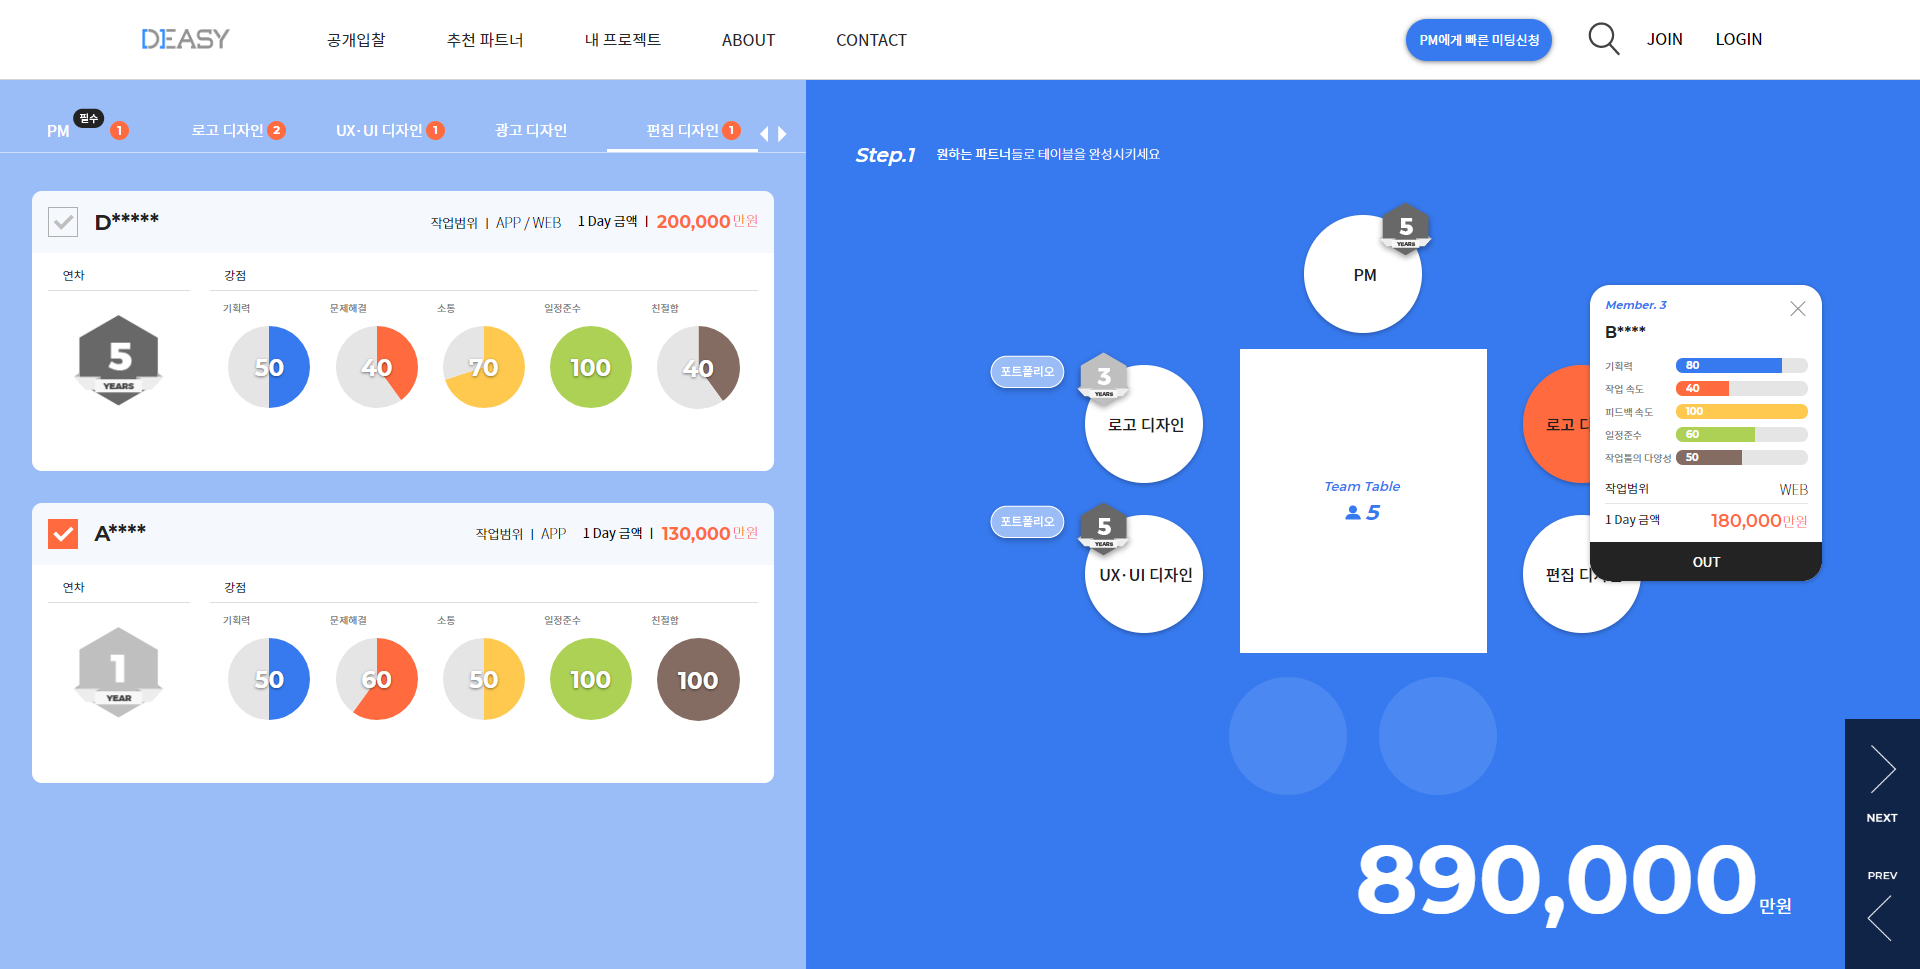 DEASY
공개입찰
추천 파트너
내 프로젝트
ABOUT
CONTACT
PM에게 빠른 미팅신청
JOIN
LOGIN
PM 필수 1
로고 디자인 2
UX·UI 디자인 1
광고 디자인
편집 디자인 1
D*****
작업범위 | APP / WEB
1 Day 금액 | 200,000만원
연차
강점
기획력
문제해결
소통
일정준수
친절함
5
YEARS
50
40
70
100
40
A****
작업범위 | APP
1 Day 금액 | 130,000만원
연차
강점
기획력
문제해결
소통
일정준수
친절함
1
YEAR
50
60
50
100
100
Step.1
원하는 파트너들로 테이블을 완성시키세요
5
YEARS
PM
포트폴리오
3
YEARS
로고 디자인
포트폴리오
5
YEARS
UX·UI 디자인
Team Table
5
로고 디
편집 디자인
Member. 3
B****
기획력 80
작업 속도 40
피드백 속도 100
일정준수 60
작업툴의 다양성 50
작업범위 WEB
1 Day 금액 180,000만원
OUT
NEXT
PREV
890,000만원